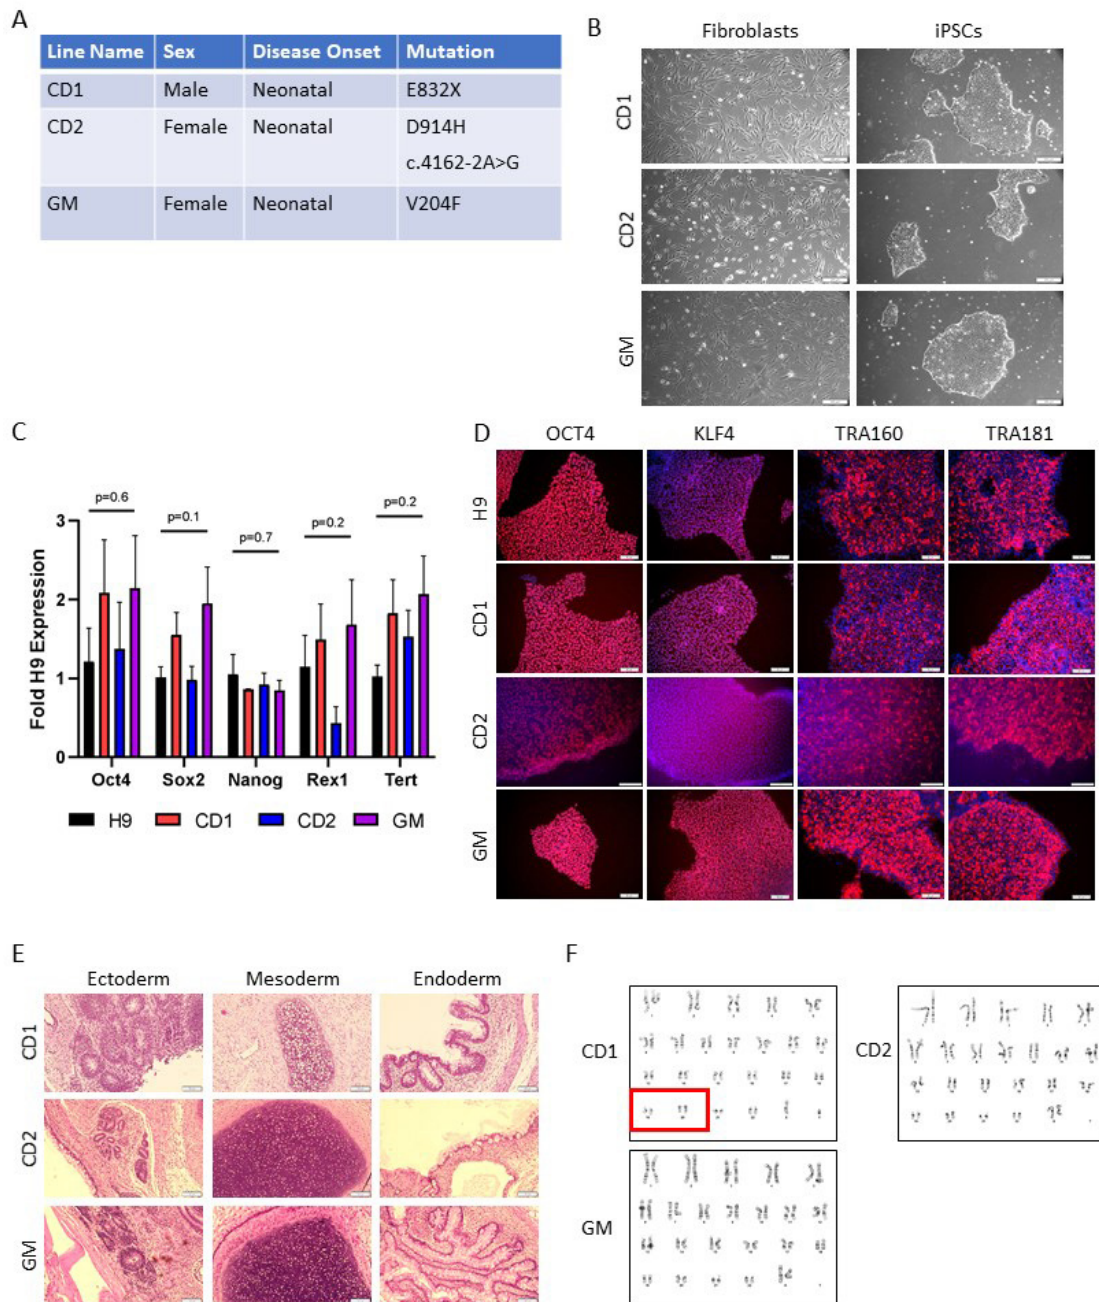 A
Line Name Sex Disease Onset Mutation
CD1 Male Neonatal E832X
CD2 Female Neonatal D914H
c.4162-2A>G
GM Female Neonatal V204F
B
Fibroblasts iPSCs
CD1
CD2
GM
C
Fold H9 Expression
3
2
1
0
p=0.6
p=0.1
p=0.7
p=0.2
p=0.2
Oct4 Sox2 Nanog Rex1 Tert
H9 CD1 CD2 GM
D
OCT4 KLF4 TRA160 TRA181
H9
CD1
CD2
GM
E
Ectoderm Mesoderm Endoderm
CD1
CD2
GM
F
CD1
CD2
GM